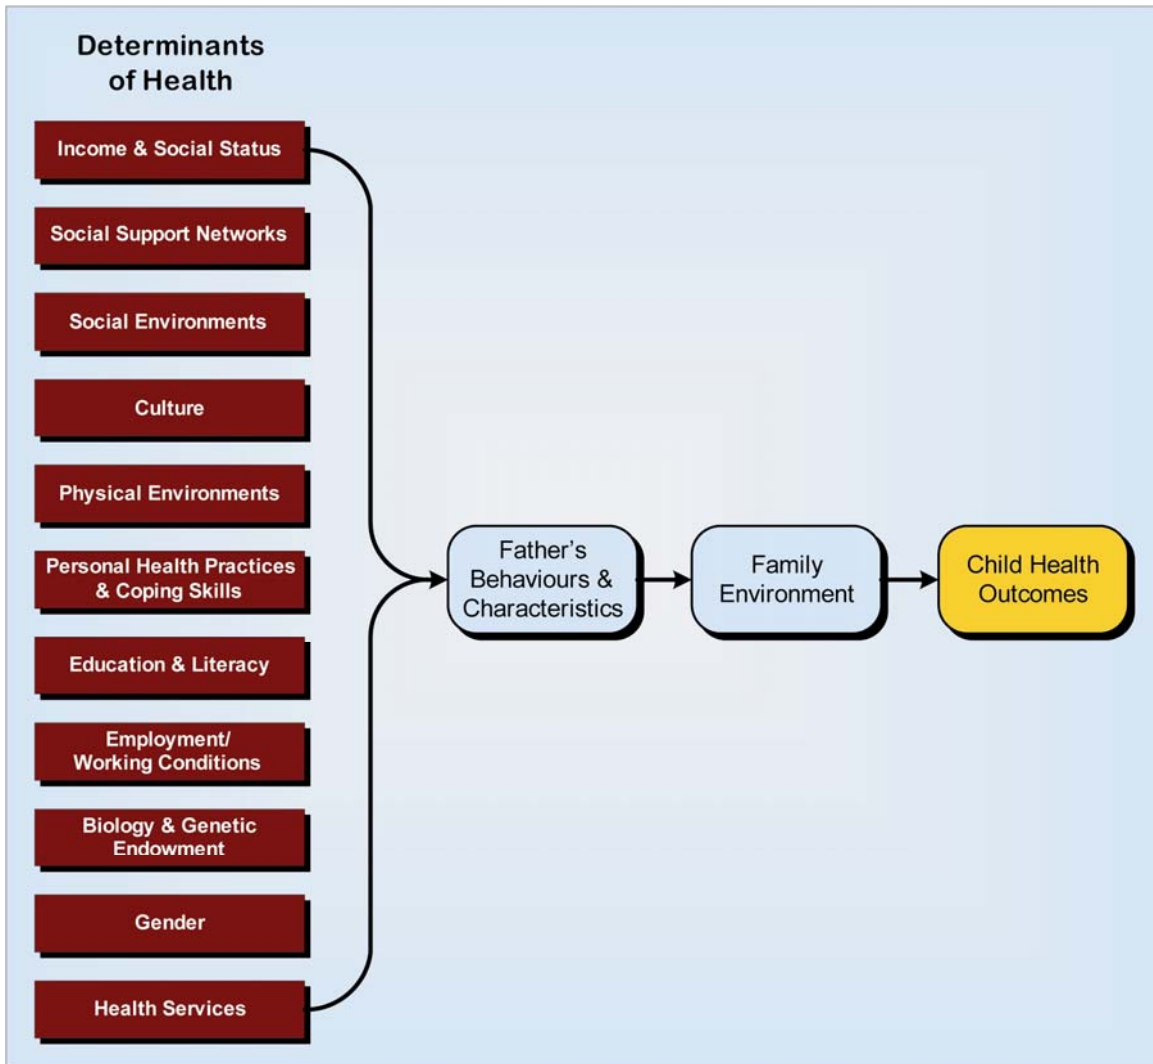 Determinants
of Health
Income & Social Status
Social Support Networks
Social Environments
Culture
Physical Environments
Personal Health Practices
& Coping Skills
Education & Literacy
Employment/
Working Conditions
Biology & Genetic
Endowment
Gender
Health Services
Father's
Behaviours &
Characteristics
Family
Environment
Child Health
Outcomes